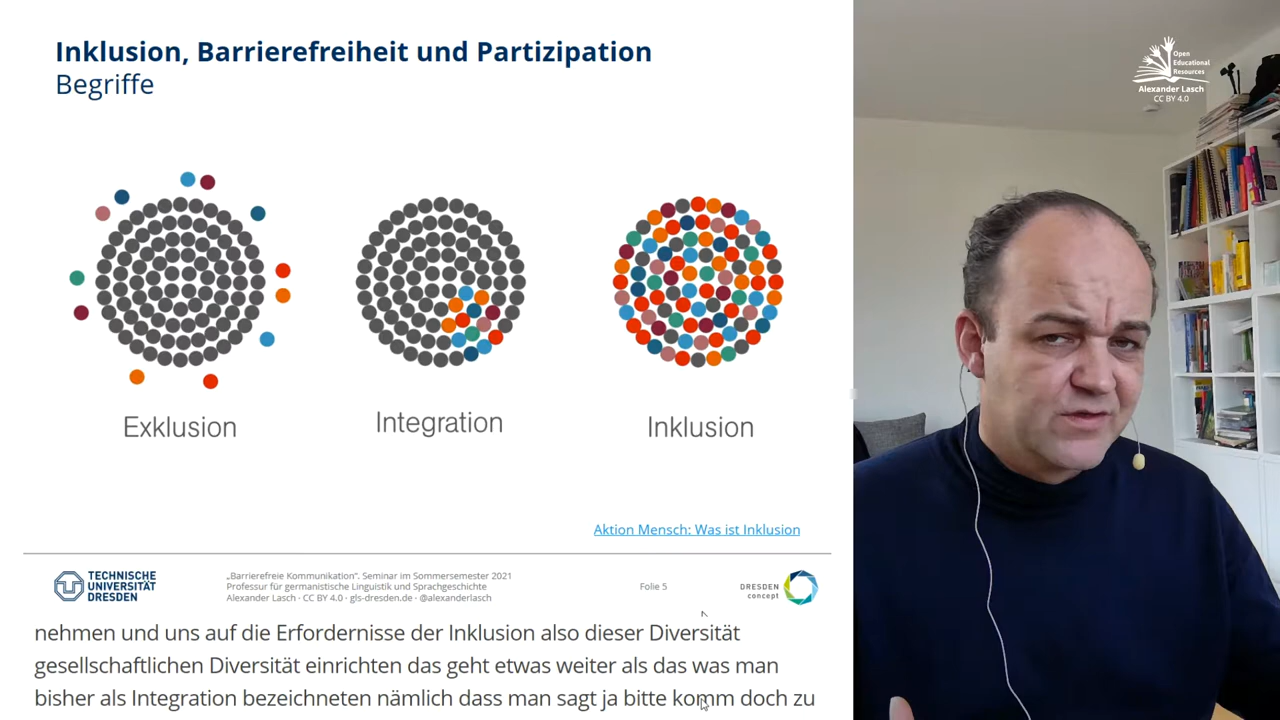 Inklusion, Barrierefreiheit und Partizipation
Begriffe
Exklusion
Integration
Inklusion
Aktion Mensch: Was ist Inklusion
TECHNISCHE
UNIVERSITÄT
DRESDEN
„Barrierefreie Kommunikation“. Seminar im Sommersemester 2021
Professur für germanistische Linguistik und Sprachgeschichte
Alexander Lasch · CC BY 4.0 · gls-dresden.de · @alexanderlasch
Folie 5
DRESDEN
concept
nehmen und uns auf die Erfordernisse der Inklusion also dieser Diversität
gesellschaftlichen Diversität einrichten das geht etwas weiter als das was man
bisher als Integration bezeichneten nämlich dass man sagt ja bitte komm doch zu
Open
Educational
Resources
Alexander Lasch
CC BY 4.0